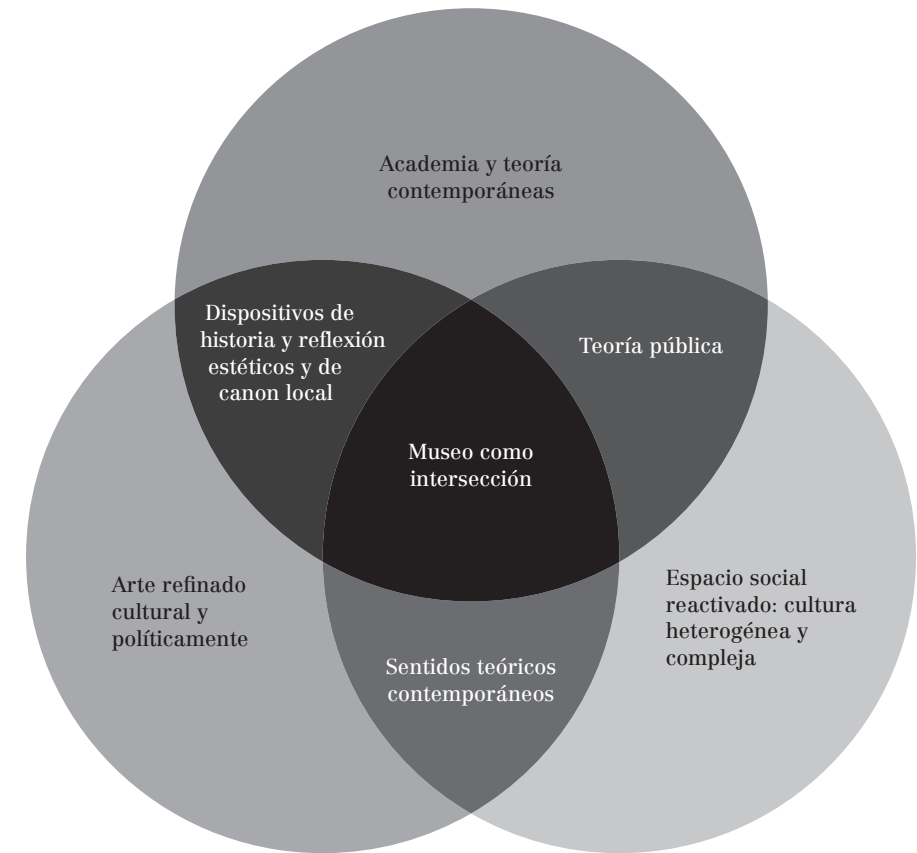 Academia y teoría
contemporáneas
Dispositivos de
historia y reflexión
estéticos y de
canon local
Teoría pública
Museo como
intersección
Arte refinado
cultural y
políticamente
Espacio social
reactivado: cultura
heterogénea y
compleja
Sentidos teóricos
contemporáneos